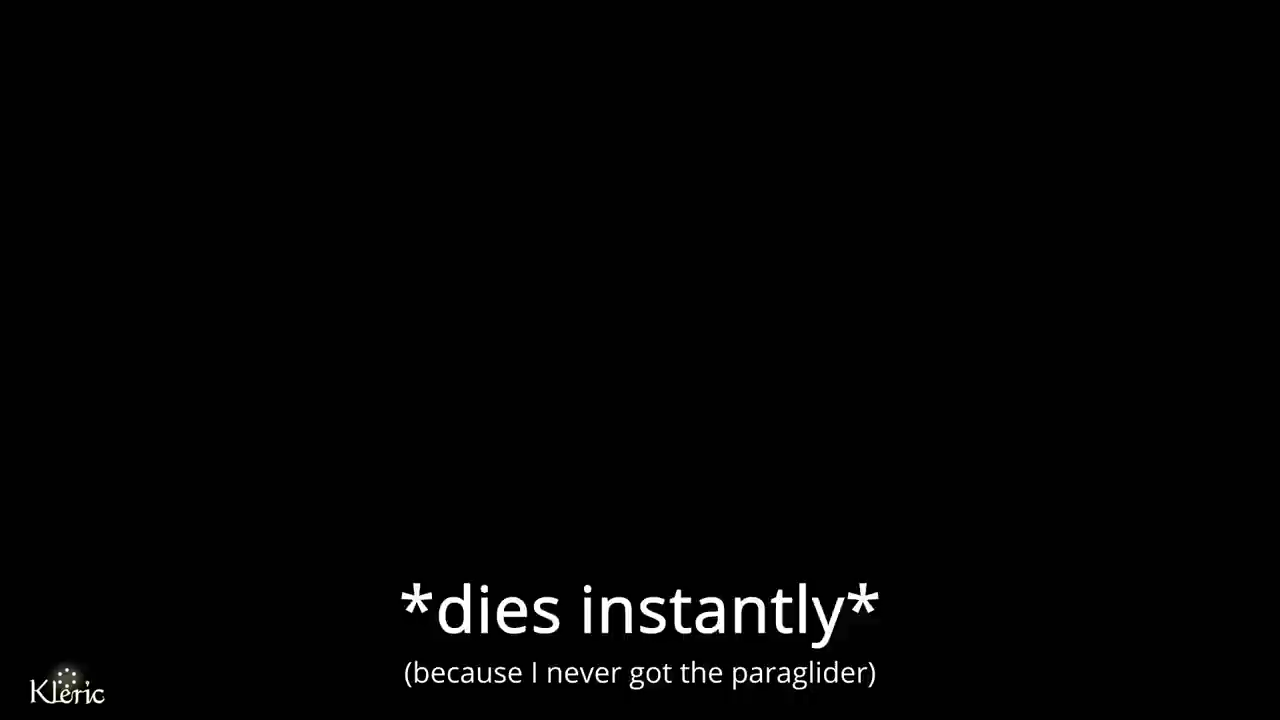 *dies instantly*
(because I never got the paraglider)
Kleric